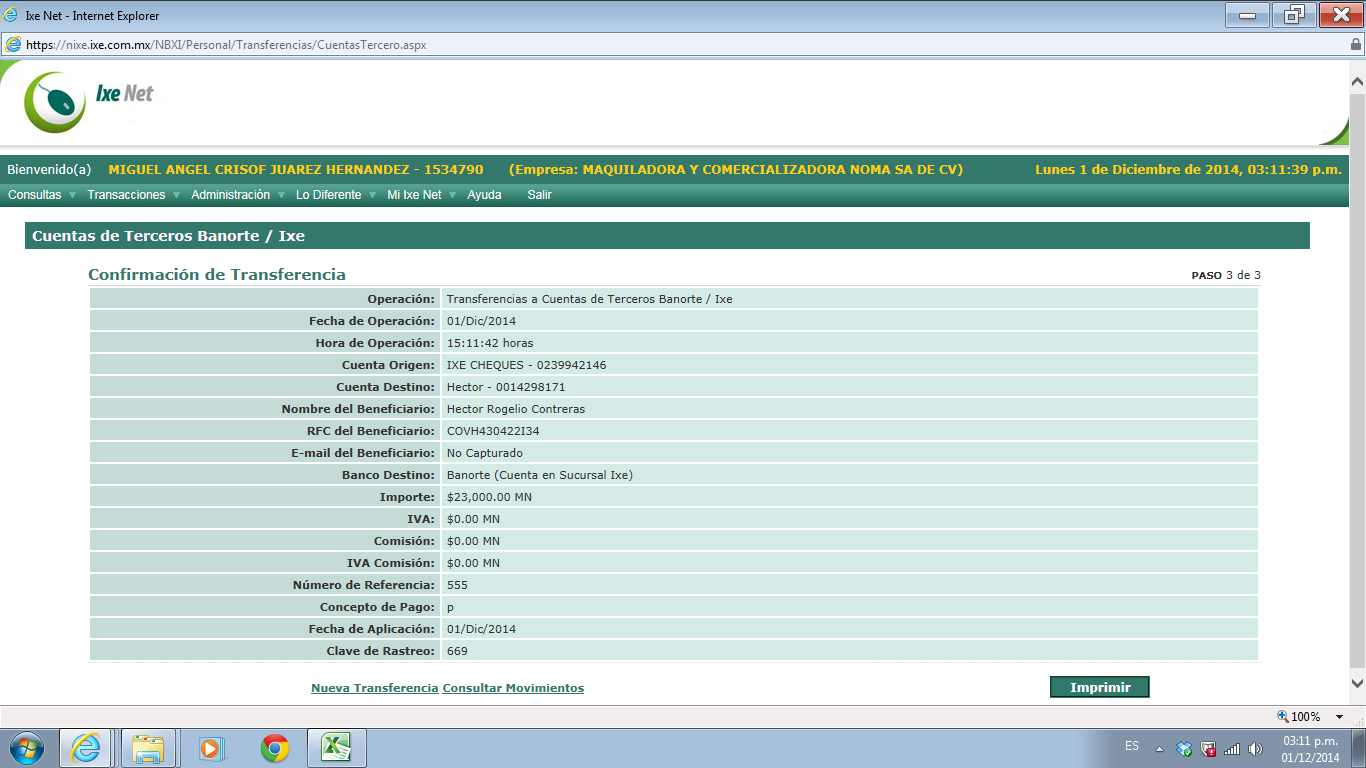 Ixe Net - Internet Explorer
https://nixe.ixe.com.mx/NBXI/Personal/Transferencias/CuentasTercero.aspx
Ixe Net
Bienvenido(a) MIGUEL ANGEL CRISOF JUAREZ HERNANDEZ - 1534790 (Empresa: MAQUILADORA Y COMERCIALIZADORA NOMA SA DE CV) Lunes 1 de Diciembre de 2014, 03:11:39 p.m.
Consultas Transacciones Administración Lo Diferente Mi Ixe Net Ayuda Salir
Cuentas de Terceros Banorte / Ixe
Confirmación de Transferencia PASO 3 de 3
Operación: Transferencias a Cuentas de Terceros Banorte / Ixe
Fecha de Operación: 01/Dic/2014
Hora de Operación: 15:11:42 horas
Cuenta Origen: IXE CHEQUES - 0239942146
Cuenta Destino: Hector - 0014298171
Nombre del Beneficiario: Hector Rogelio Contreras
RFC del Beneficiario: COVH430422I34
E-mail del Beneficiario: No Capturado
Banco Destino: Banorte (Cuenta en Sucursal Ixe)
Importe: $23,000.00 MN
IVA: $0.00 MN
Comisión: $0.00 MN
IVA Comisión: $0.00 MN
Número de Referencia: 555
Concepto de Pago: p
Fecha de Aplicación: 01/Dic/2014
Clave de Rastreo: 669
Nueva Transferencia Consultar Movimientos Imprimir
100%
ES 03:11 p.m.
01/12/2014